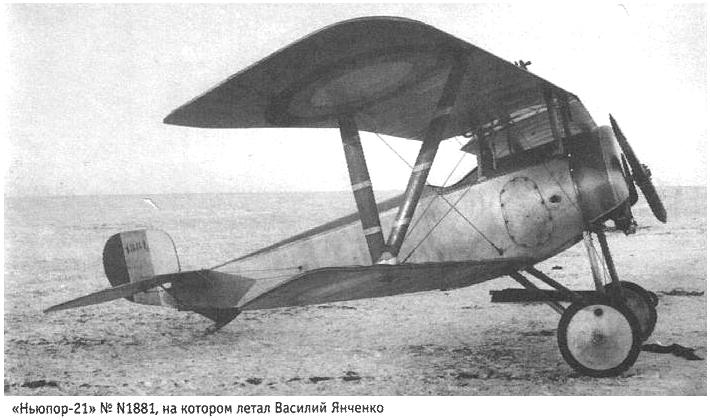 «Ньюпор-21» № N1881, на котором летал Василий Янченко